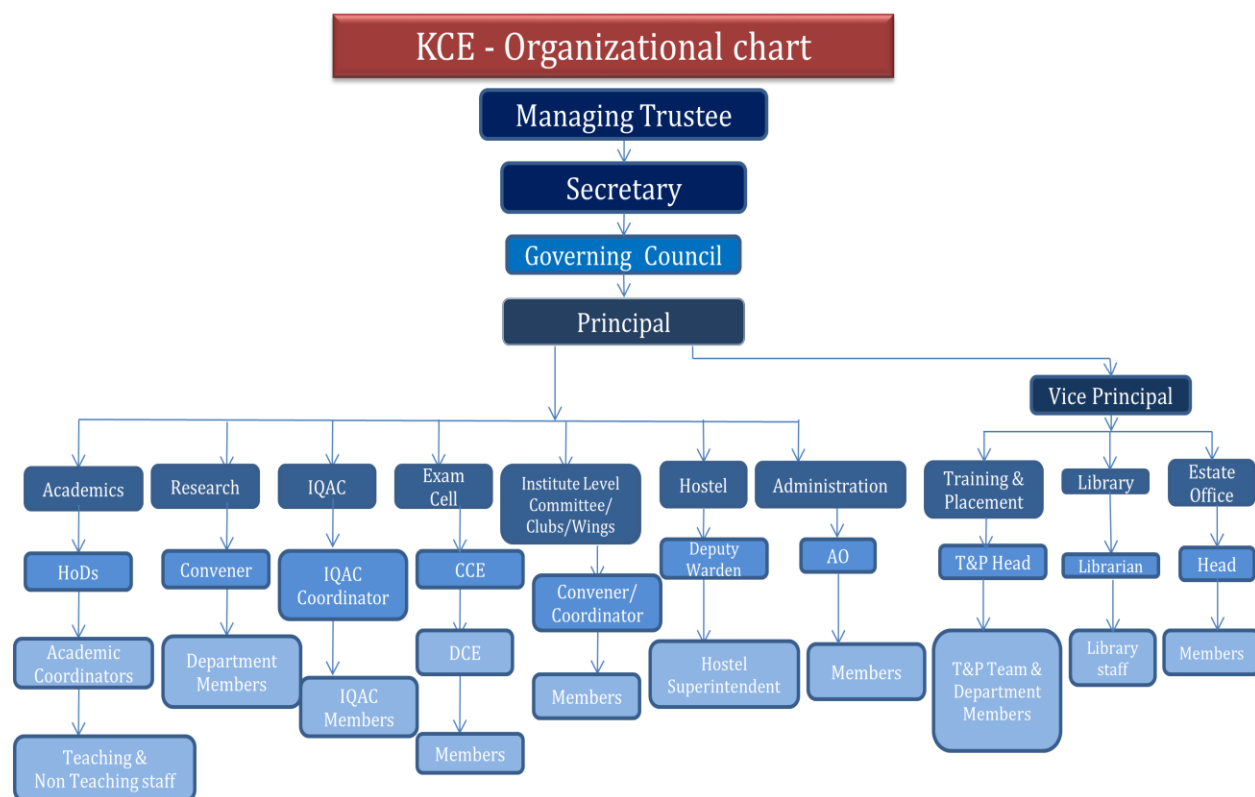 KCE - Organizational chart
Managing Trustee
Secretary
Governing Council
Principal
Vice Principal
Academics
Research
IQAC
Exam
Cell
Institute Level
Committee/
Clubs/Wings
Hostel
Administration
Training &
Placement
Library
Estate
Office
HoDs
Convener
IQAC
Coordinator
CCE
Convener/
Coordinator
Deputy
Warden
AO
T&P Head
Librarian
Head
Academic
Coordinators
Department
Members
IQAC
Members
DCE
Members
Hostel
Superintendent
Members
T&P Team &
Department
Members
Library
staff
Members
Teaching &
Non Teaching staff
Members